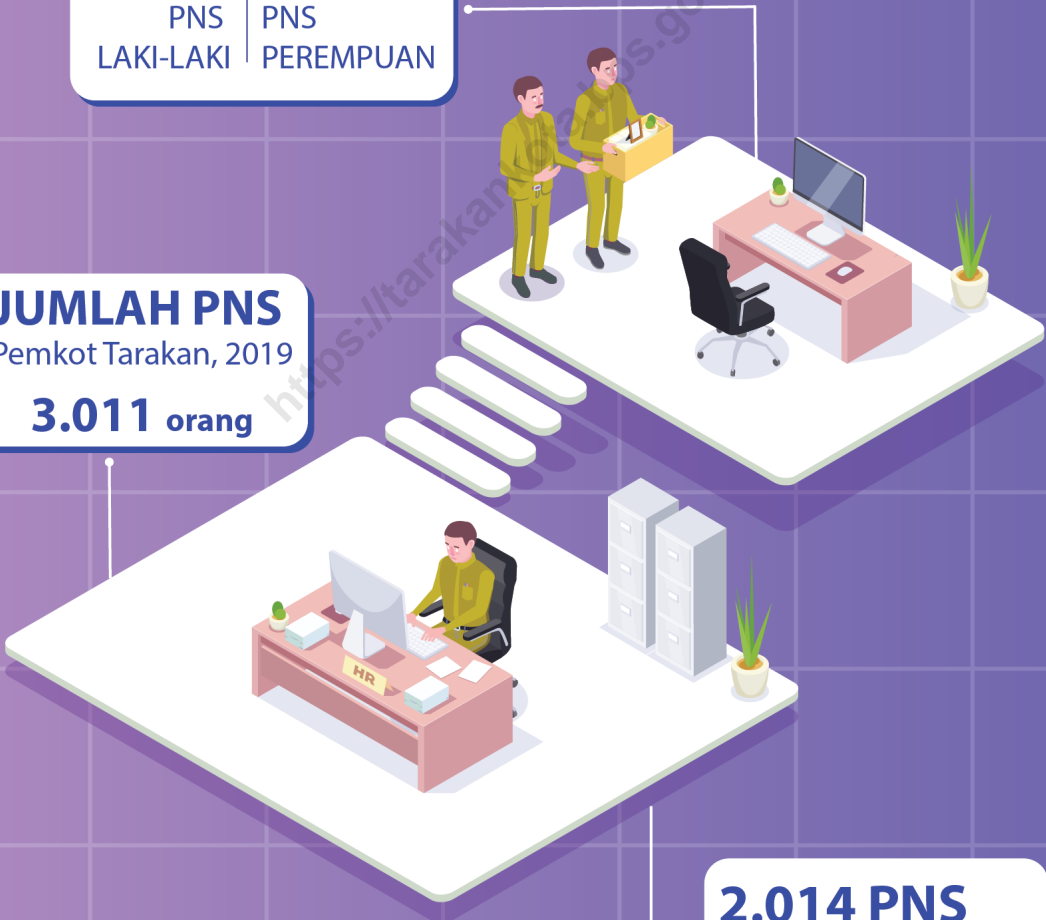 PNS PNS
LAKI-LAKI PEREMPUAN
JUMLAH PNS
Pemkot Tarakan, 2019
3.011 orang
HR
2.014 PNS